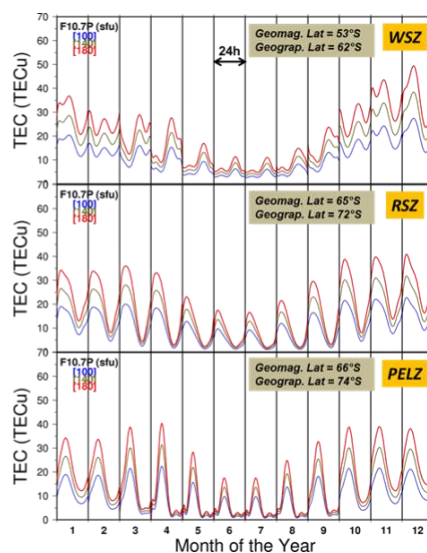 F10.7P (sfu)
[100]
[140]
[180]
24h
Geomag. Lat = 53°S
Geograp. Lat = 62°S
WSZ
TEC (TECu)
70
60
50
40
30
20
10
F10.7P (sfu)
[100]
[140]
[180]
Geomag. Lat = 65°S
Geograp. Lat = 72°S
RSZ
TEC (TECu)
70
60
50
40
30
20
10
F10.7P (sfu)
[100]
[140]
[180]
Geomag. Lat = 66°S
Geograp. Lat = 74°S
PELZ
TEC (TECu)
70
60
50
40
30
20
10
0
1 2 3 4 5 6 7 8 9 10 11 12
Month of the Year